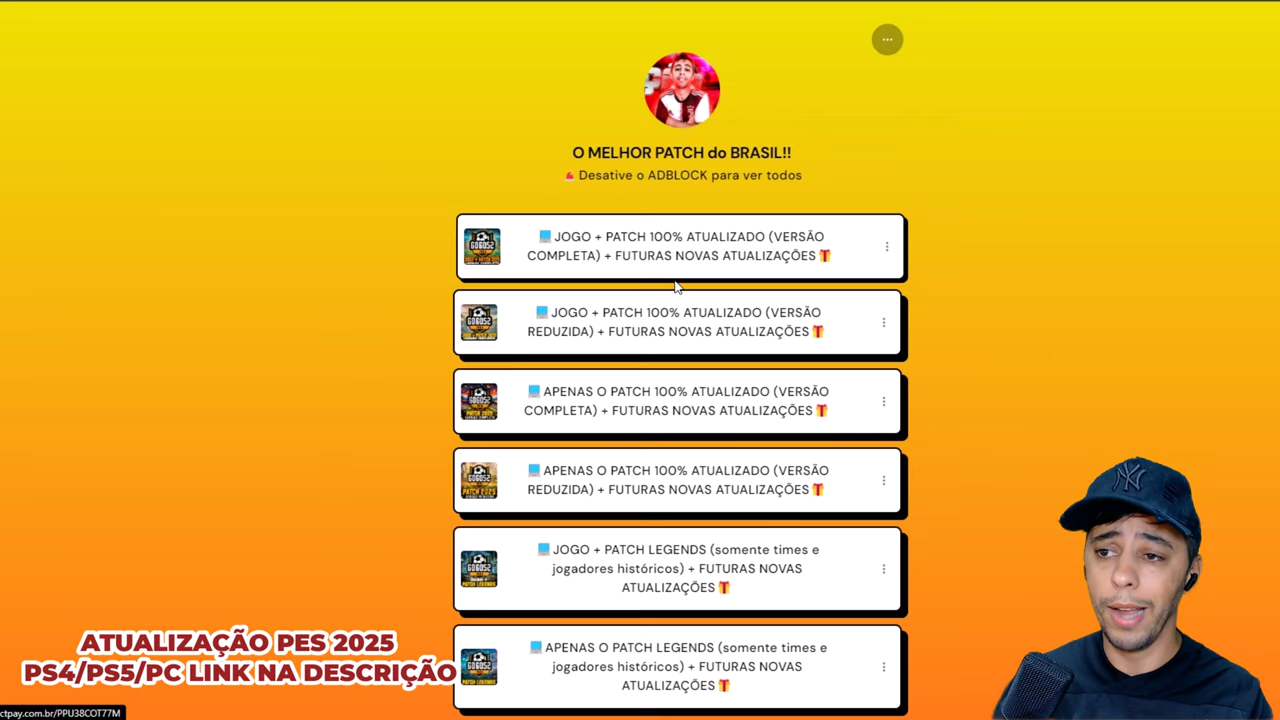 O MELHOR PATCH do BRASIL!!
🚨 Desative o ADBLOCK para ver todos
💻 JOGO + PATCH 100% ATUALIZADO (VERSÃO
COMPLETA) + FUTURAS NOVAS ATUALIZAÇÕES🎁
💻 JOGO + PATCH 100% ATUALIZADO (VERSÃO
REDUZIDA) + FUTURAS NOVAS ATUALIZAÇÕES🎁
💻 APENAS O PATCH 100% ATUALIZADO (VERSÃO
COMPLETA) + FUTURAS NOVAS ATUALIZAÇÕES🎁
💻 APENAS O PATCH 100% ATUALIZADO (VERSÃO
REDUZIDA) + FUTURAS NOVAS ATUALIZAÇÕES🎁
💻 JOGO + PATCH LEGENDS (somente times e
jogadores históricos) + FUTURAS NOVAS
ATUALIZAÇÕES🎁
💻 APENAS O PATCH LEGENDS (somente times e
jogadores históricos) + FUTURAS NOVAS
ATUALIZAÇÕES🎁
ATUALIZAÇÃO PES 2025
PS4/PS5/PC LINK NA DESCRIÇÃO
ctpay.com.br/PPU38COT77M